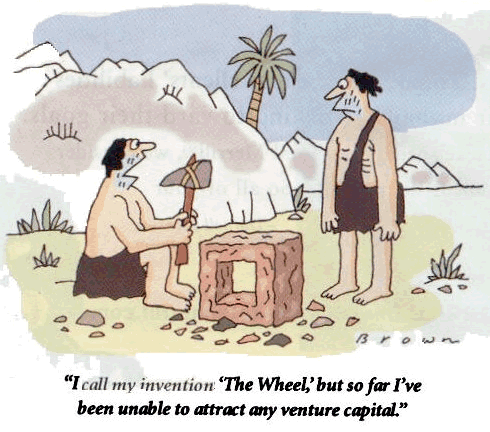 Brown
“I call my invention ‘The Wheel,’ but so far I’ve
been unable to attract any venture capital.”